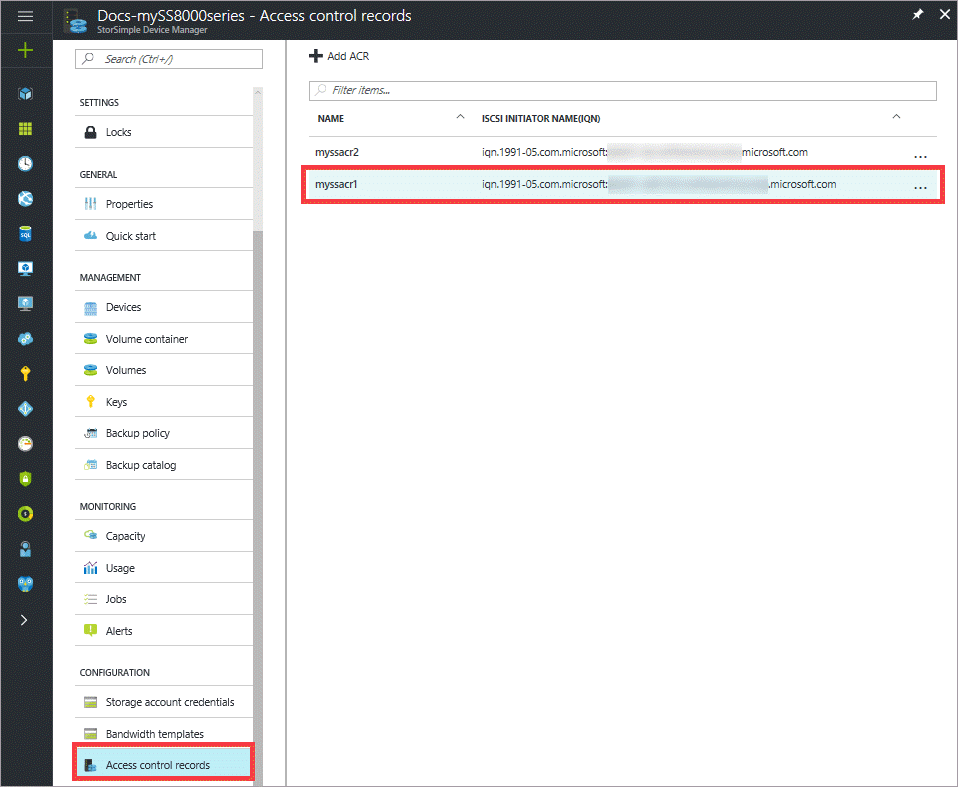 Docs-mySS8000series - Access control records
StorSimple Device Manager
Search (Ctrl+/)
SETTINGS
Locks
GENERAL
Properties
Quick start
MANAGEMENT
Devices
Volume container
Volumes
Keys
Backup policy
Backup catalog
MONITORING
Capacity
Usage
Jobs
Alerts
CONFIGURATION
Storage account credentials
Bandwidth templates
Access control records
Add ACR
Filter items...
NAME ISCSI INITIATOR NAME(IQN)
myssacr2 iqn.1991-05.com.microsoft: microsoft.com ...
myssacr1 iqn.1991-05.com.microsoft: .microsoft.com ...